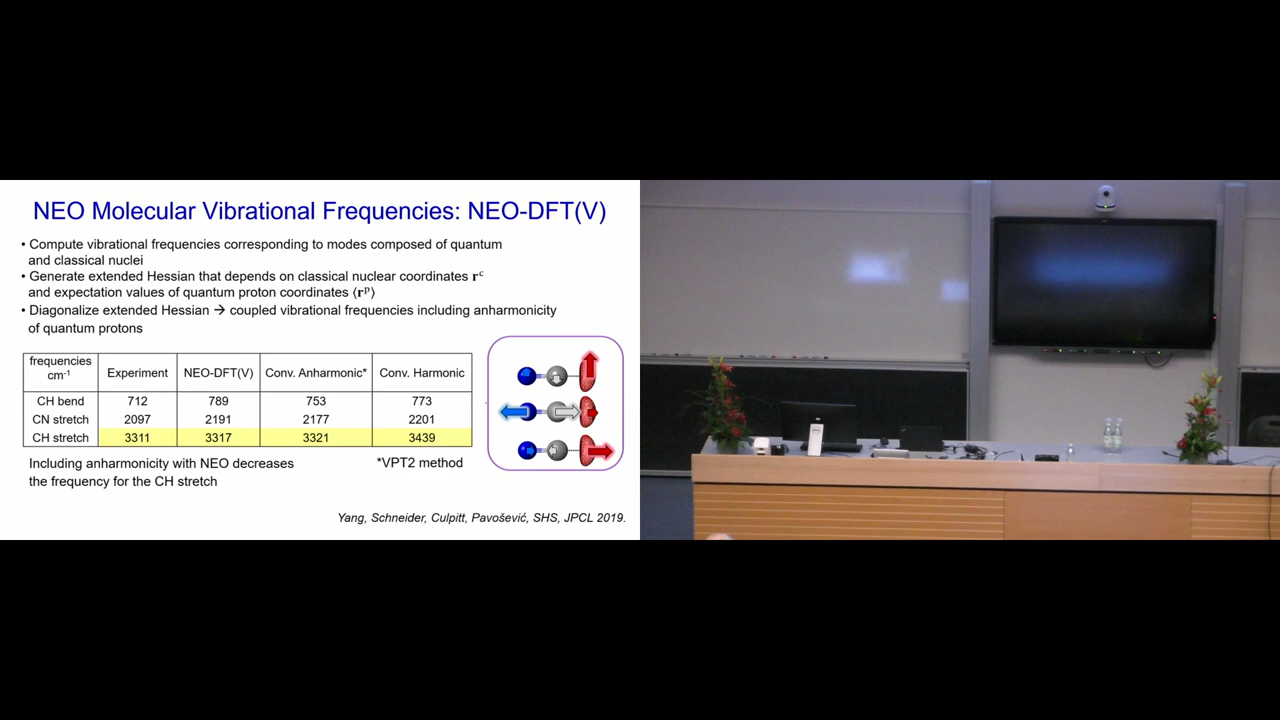 NEO Molecular Vibrational Frequencies: NEO-DFT(V)
• Compute vibrational frequencies corresponding to modes composed of quantum
and classical nuclei
• Generate extended Hessian that depends on classical nuclear coordinates rᶜ
and expectation values of quantum proton coordinates ⟨rᵖ⟩
• Diagonalize extended Hessian → coupled vibrational frequencies including anharmonicity
of quantum protons
frequencies cm⁻¹ Experiment NEO-DFT(V) Conv. Anharmonic* Conv. Harmonic
CH bend 712 789 753 773
CN stretch 2097 2191 2177 2201
CH stretch 3311 3317 3321 3439
Including anharmonicity with NEO decreases *VPT2 method
the frequency for the CH stretch
Yang, Schneider, Culpitt, Pavošević, SHS, JPCL 2019.